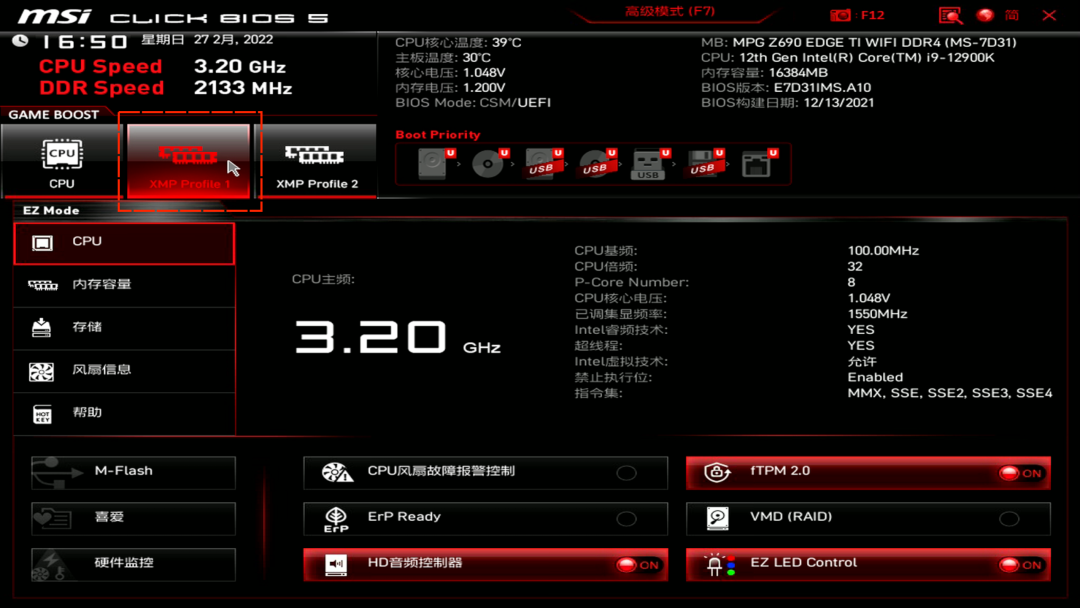 msi CLICK BIOS 5
高级模式 (F7)
: F12
简
16:50 星期日 27 2月, 2022
CPU Speed 3.20 GHz
DDR Speed 2133 MHz
CPU核心温度: 39°C
主板温度: 30°C
核心电压: 1.048V
内存电压: 1.200V
BIOS Mode: CSM/UEFI
MB: MPG Z690 EDGE TI WIFI DDR4 (MS-7D31)
CPU: 12th Gen Intel(R) Core(TM) i9-12900K
内存容量: 16384MB
BIOS版本: E7D31IMS.A10
BIOS构建日期: 12/13/2021
GAME BOOST
CPU
CPU
XMP Profile 1
XMP Profile 2
Boot Priority
U U U U U U U
USB USB USB USB
EZ Mode
CPU
内存容量
存储
风扇信息
HOT KEY 帮助
CPU主频:
3.20 GHz
CPU基频: 100.00MHz
CPU倍频: 32
P-Core Number: 8
CPU核心电压: 1.048V
已调集显频率: 1550MHz
Intel睿频技术: YES
超线程: YES
Intel虚拟技术: 允许
禁止执行位: Enabled
指令集: MMX, SSE, SSE2, SSE3, SSE4
M-Flash
喜爱
硬件监控
CPU风扇故障报警控制
ErP ErP Ready
HD音频控制器 ON
fTPM 2.0 ON
VMD (RAID)
EZ LED Control ON